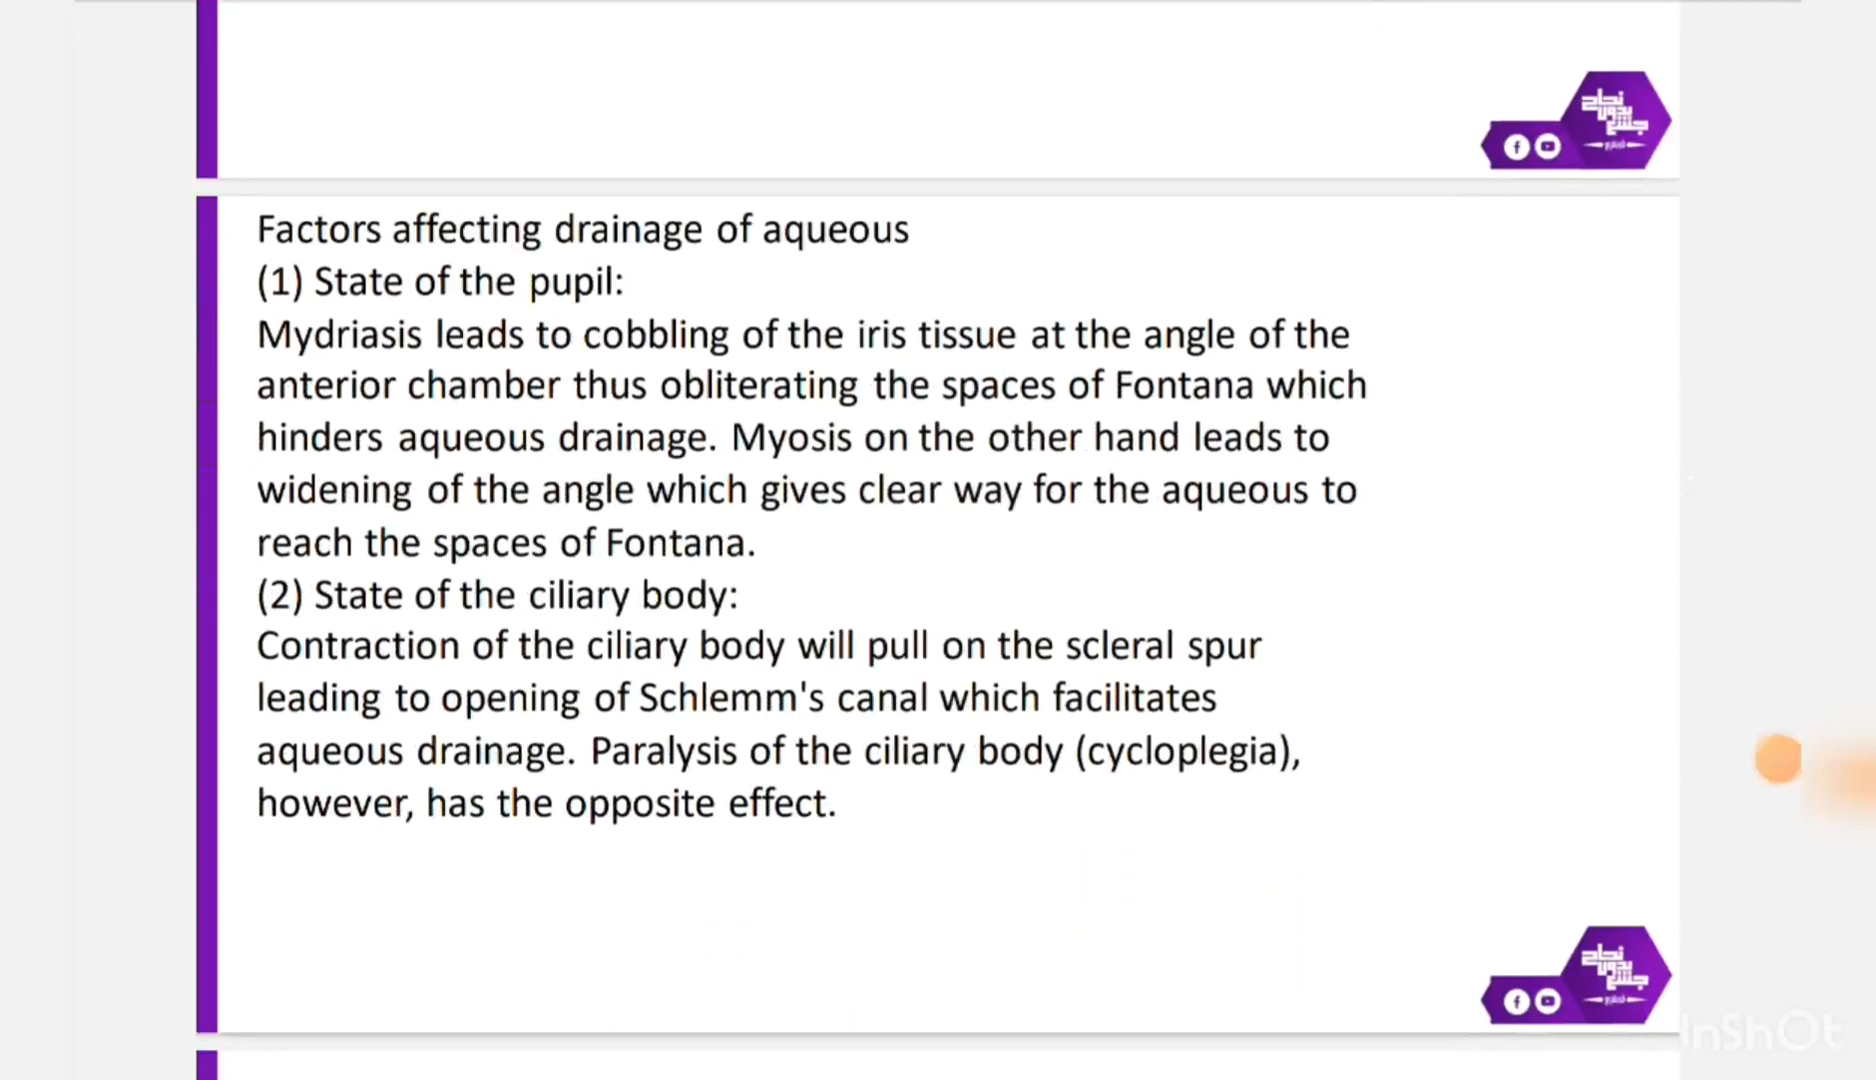 نجاح
بدون
Factors affecting drainage of aqueous
(1) State of the pupil:
Mydriasis leads to cobbling of the iris tissue at the angle of the
anterior chamber thus obliterating the spaces of Fontana which
hinders aqueous drainage. Myosis on the other hand leads to
widening of the angle which gives clear way for the aqueous to
reach the spaces of Fontana.
(2) State of the ciliary body:
Contraction of the ciliary body will pull on the scleral spur
leading to opening of Schlemm's canal which facilitates
aqueous drainage. Paralysis of the ciliary body (cycloplegia),
however, has the opposite effect.
نجاح
بدون
InShOt